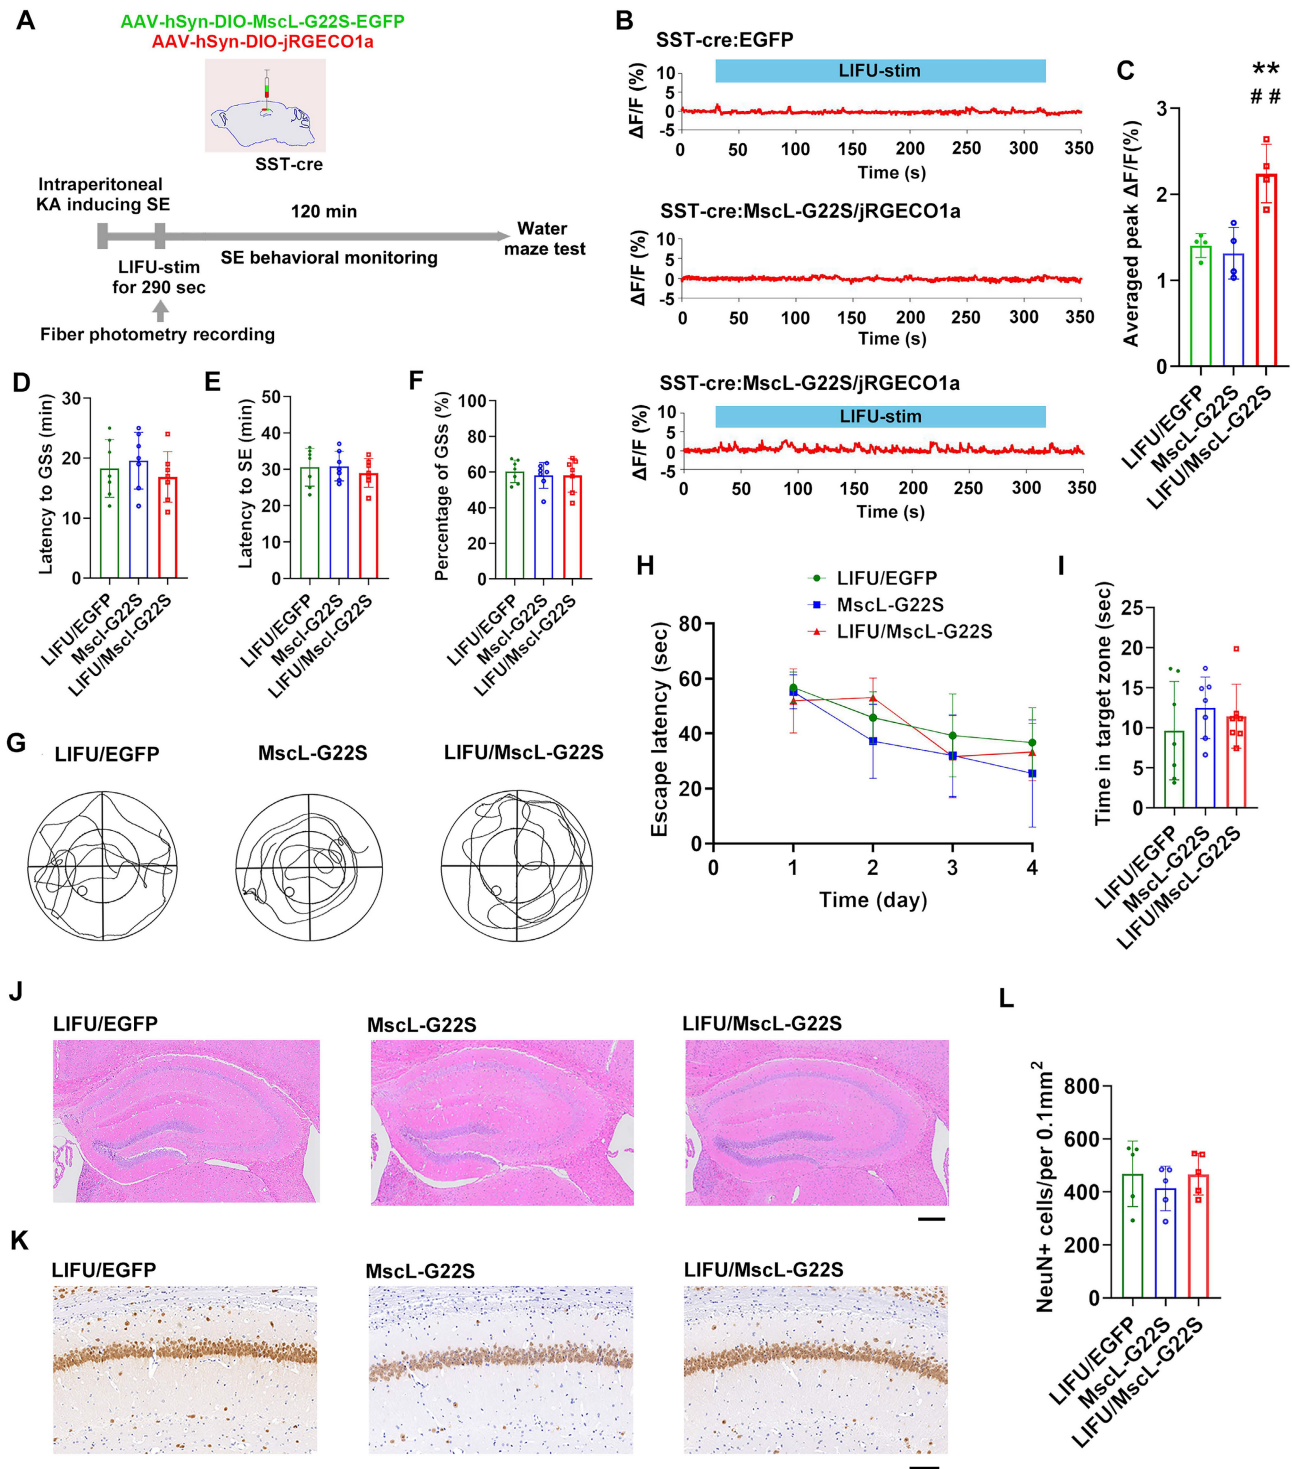 A
AAV-hSyn-DIO-MscL-G22S-EGFP
AAV-hSyn-DIO-jRGECO1a
SST-cre
Intraperitoneal
KA inducing SE
120 min
Water
maze test
SE behavioral monitoring
LIFU-stim
for 290 sec
Fiber photometry recording
B
SST-cre:EGFP
LIFU-stim
ΔF/F (%)
10
5
0
-5
0 50 100 150 200 250 300 350
Time (s)
SST-cre:MscL-G22S/jRGECO1a
ΔF/F (%)
10
5
0
-5
0 50 100 150 200 250 300 350
Time (s)
SST-cre:MscL-G22S/jRGECO1a
LIFU-stim
ΔF/F (%)
10
5
0
-5
0 50 100 150 200 250 300 350
Time (s)
C
**
# #
Averaged peak ΔF/F(%)
3
2
1
0
LIFU/EGFP
MscL-G22S
LIFU/MscL-G22S
D
Latency to GSs (min)
30
20
10
0
LIFU/EGFP
Mscl-G22S
LIFU/Mscl-G22S
E
Latency to SE (min)
50
40
30
20
10
0
LIFU/EGFP
Mscl-G22S
LIFU/Mscl-G22S
F
Percentage of GSs (%)
100
80
60
40
20
0
LIFU/EGFP
MscL-G22S
LIFU/MscL-G22S
G
LIFU/EGFP
MscL-G22S
LIFU/MscL-G22S
H
LIFU/EGFP
MscL-G22S
LIFU/MscL-G22S
Escape latency (sec)
80
60
40
20
0
0 1 2 3 4
Time (day)
I
Time in target zone (sec)
25
20
15
10
5
0
LIFU/EGFP
MscL-G22S
LIFU/MscL-G22S
J
LIFU/EGFP
MscL-G22S
LIFU/MscL-G22S
K
LIFU/EGFP
MscL-G22S
LIFU/MscL-G22S
L
NeuN+ cells/per 0.1mm²
800
600
400
200
0
LIFU/EGFP
MscL-G22S
LIFU/MscL-G22S